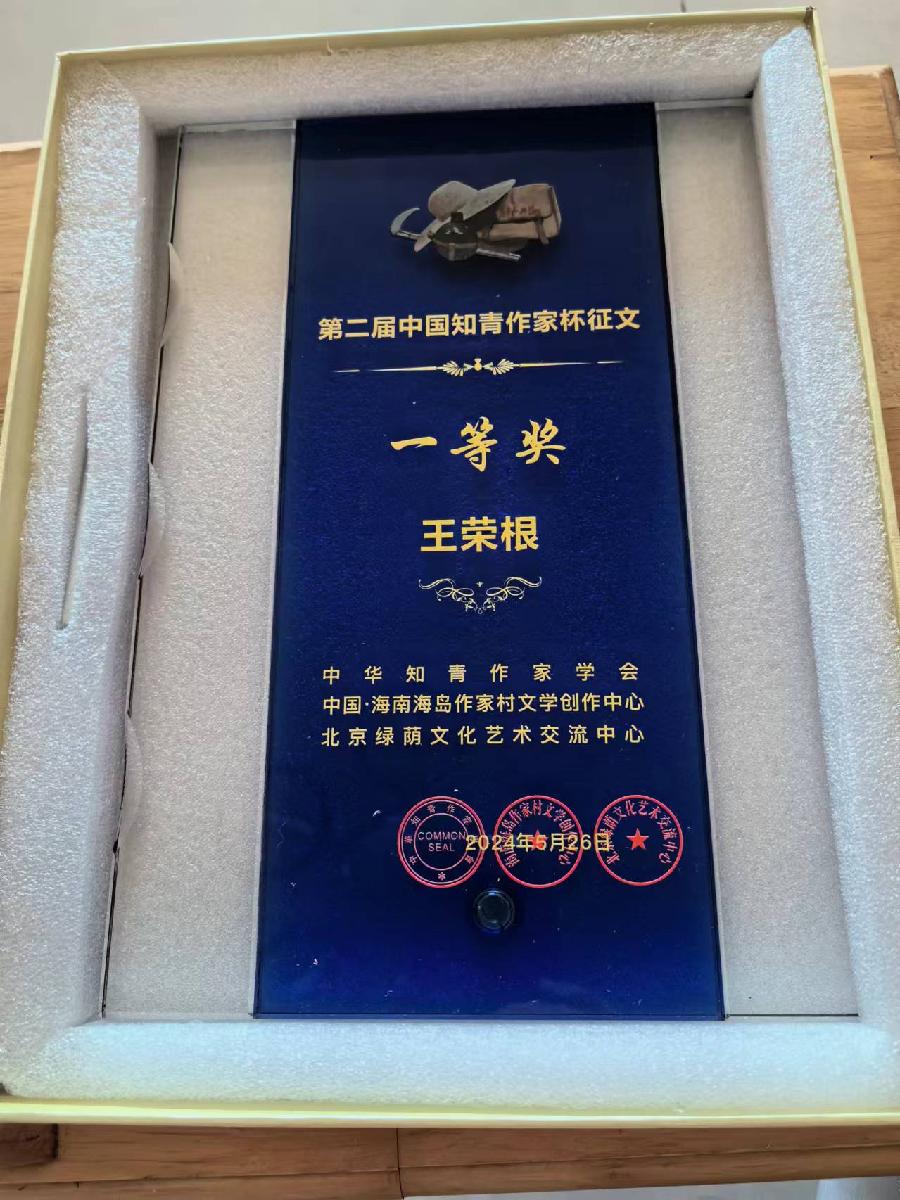 第二届中国知青作家杯征文
一等奖
王荣根
中华知青作家学会
中国·海南海岛作家村文学创作中心
北京绿荫文化艺术交流中心
COMMON
SEAL
2024年5月26日